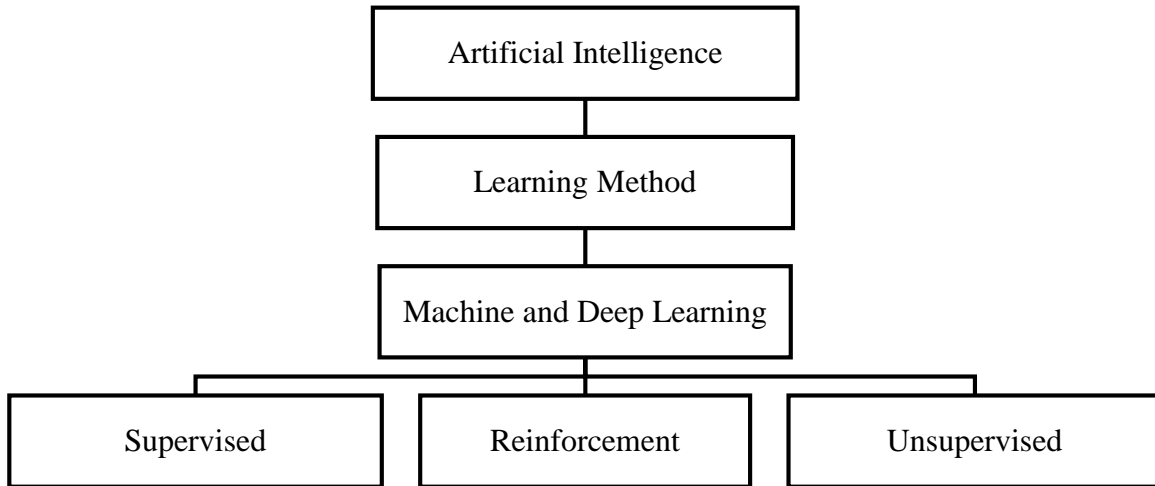 Artificial Intelligence
Learning Method
Machine and Deep Learning
Supervised
Reinforcement
Unsupervised